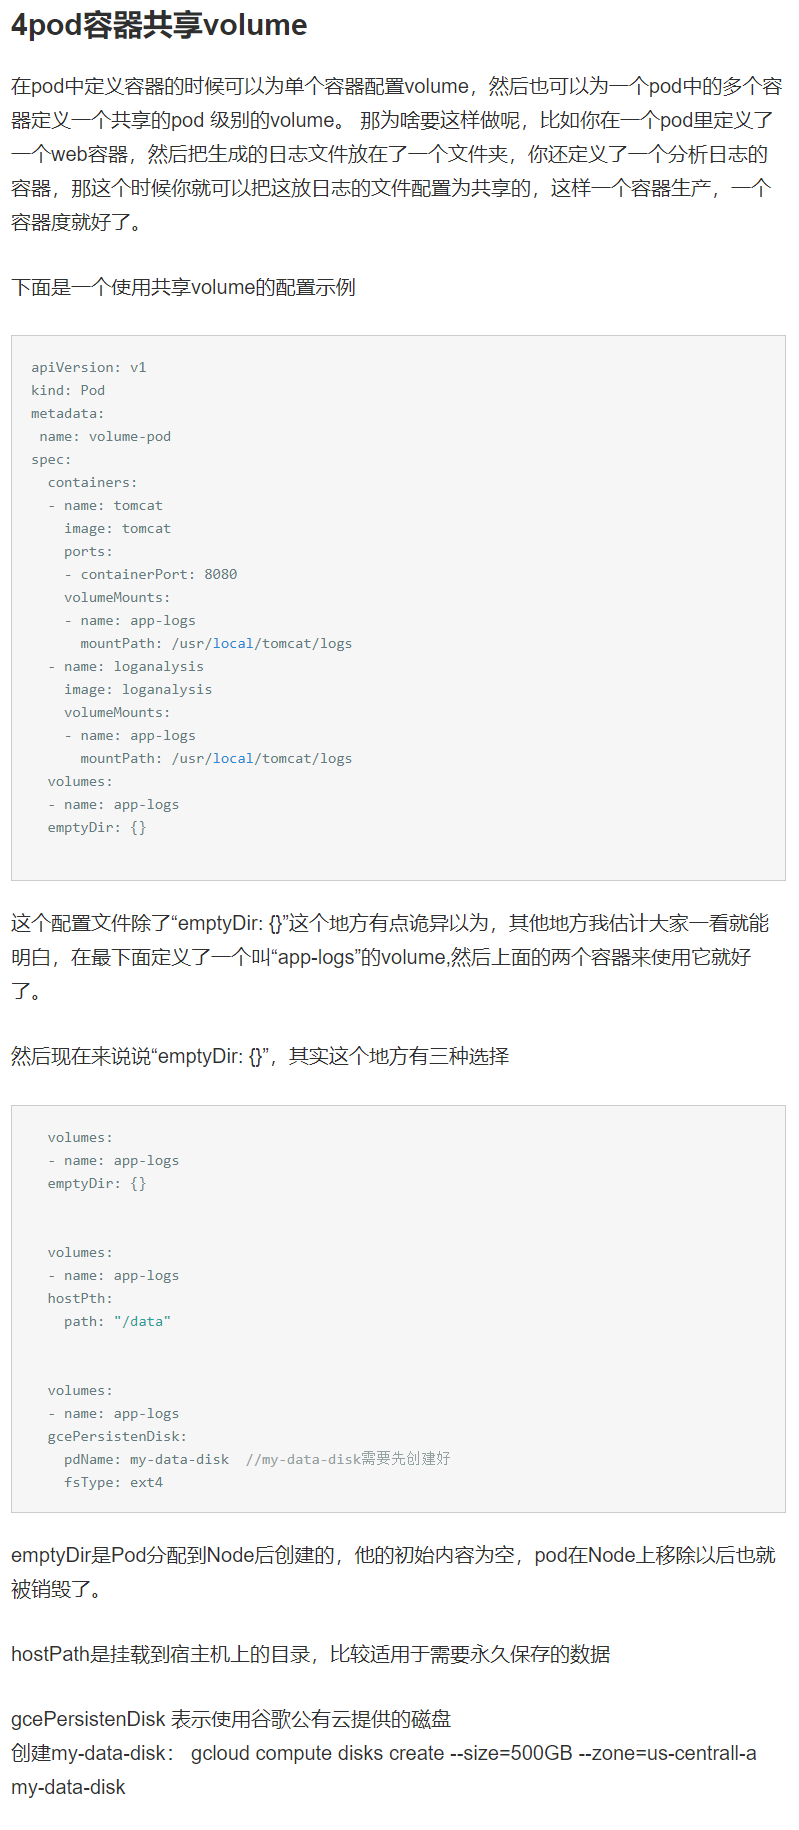 4pod容器共享volume
在pod中定义容器的时候可以为单个容器配置volume，然后也可以为一个pod中的多个容
器定义一个共享的pod 级别的volume。 那为啥要这样做呢，比如你在一个pod里定义了
一个web容器，然后把生成的日志文件放在了一个文件夹，你还定义了一个分析日志的
容器，那这个时候你就可以把这放日志的文件配置为共享的，这样一个容器生产，一个
容器度就好了。
下面是一个使用共享volume的配置示例
apiVersion: v1
kind: Pod
metadata:
 name: volume-pod
spec:
  containers:
  - name: tomcat
    image: tomcat
    ports:
    - containerPort: 8080
    volumeMounts:
    - name: app-logs
      mountPath: /usr/local/tomcat/logs
  - name: loganalysis
    image: loganalysis
    volumeMounts:
    - name: app-logs
      mountPath: /usr/local/tomcat/logs
  volumes:
  - name: app-logs
  emptyDir: {}
这个配置文件除了“emptyDir: {}”这个地方有点诡异以为，其他地方我估计大家一看就能
明白，在最下面定义了一个叫“app-logs”的volume,然后上面的两个容器来使用它就好
了。
然后现在来说说“emptyDir: {}”，其实这个地方有三种选择
  volumes:
  - name: app-logs
  emptyDir: {}
  volumes:
  - name: app-logs
  hostPth:
    path: "/data"
  volumes:
  - name: app-logs
  gcePersistenDisk:
    pdName: my-data-disk  //my-data-disk需要先创建好
    fsType: ext4
emptyDir是Pod分配到Node后创建的，他的初始内容为空，pod在Node上移除以后也就
被销毁了。
hostPath是挂载到宿主机上的目录，比较适用于需要永久保存的数据
gcePersistenDisk 表示使用谷歌公有云提供的磁盘
创建my-data-disk： gcloud compute disks create --size=500GB --zone=us-centrall-a
my-data-disk